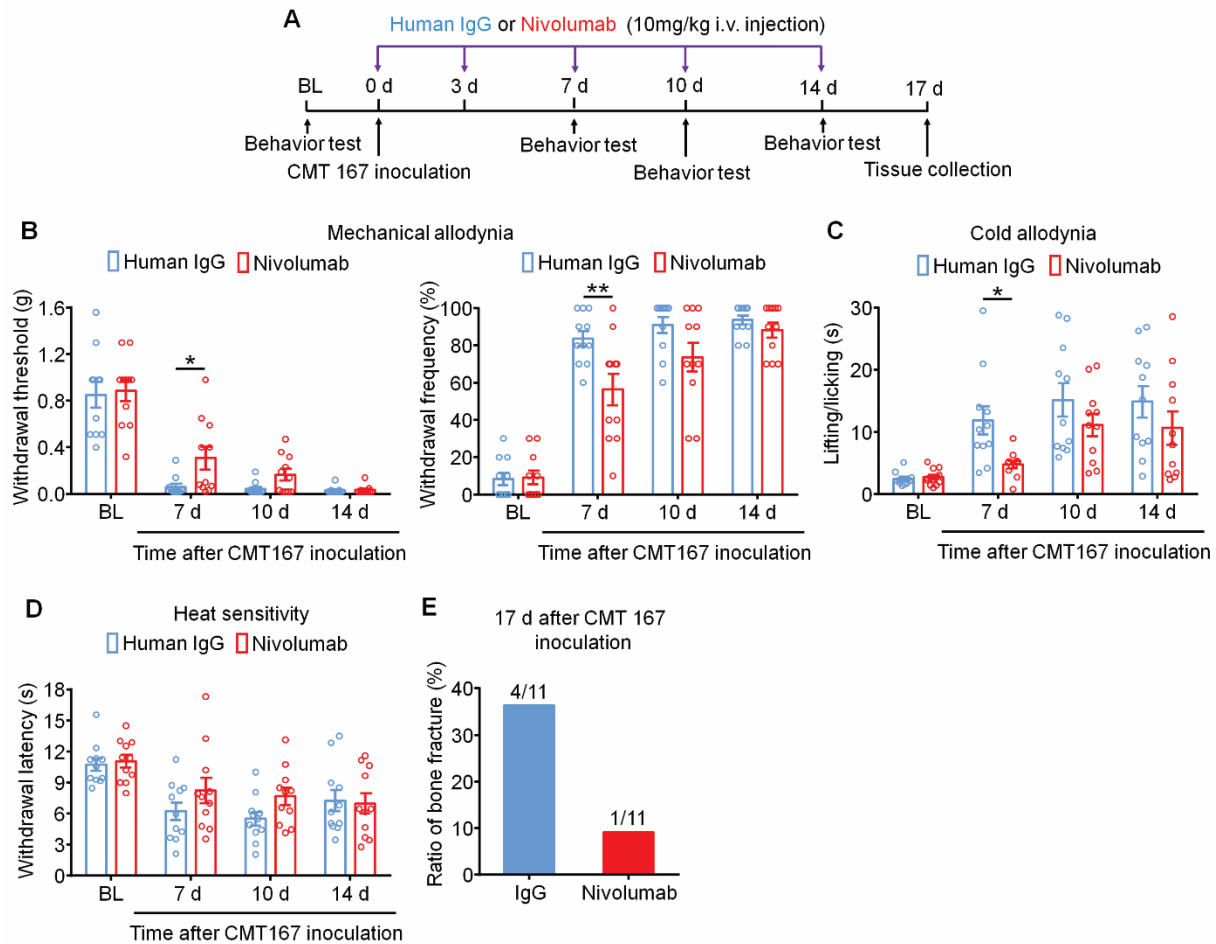 A
Human IgG or Nivolumab (10mg/kg i.v. injection)
BL 0 d 3 d 7 d 10 d 14 d 17 d
Behavior test Behavior test Behavior test
CMT 167 inoculation Behavior test Tissue collection
B
Mechanical allodynia
Human IgG Nivolumab
Withdrawal threshold (g)
1.6
1.2
0.8
0.4
0.0
*
BL 7 d 10 d 14 d
Time after CMT167 inoculation
Human IgG Nivolumab
Withdrawal frequency (%)
100
80
60
40
20
0
**
BL 7 d 10 d 14 d
Time after CMT167 inoculation
C
Cold allodynia
Human IgG Nivolumab
Lifting/licking (s)
30
20
10
0
*
BL 7 d 10 d 14 d
Time after CMT167 inoculation
D
Heat sensitivity
Human IgG Nivolumab
Withdrawal latency (s)
18
15
12
9
6
3
0
BL 7 d 10 d 14 d
Time after CMT167 inoculation
E
17 d after CMT 167
inoculation
Ratio of bone fracture (%)
40
30
20
10
0
4/11
1/11
IgG Nivolumab